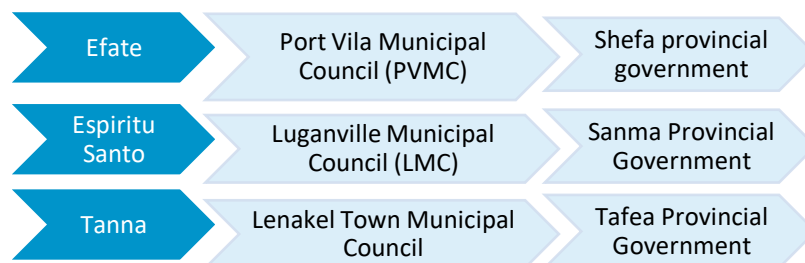 Efate
Port Vila Municipal
Council (PVMC)
Shefa provincial
government
Espiritu
Santo
Luganville Municipal
Council (LMC)
Sanma Provincial
Government
Tanna
Lenakel Town Municipal
Council
Tafea Provincial
Government